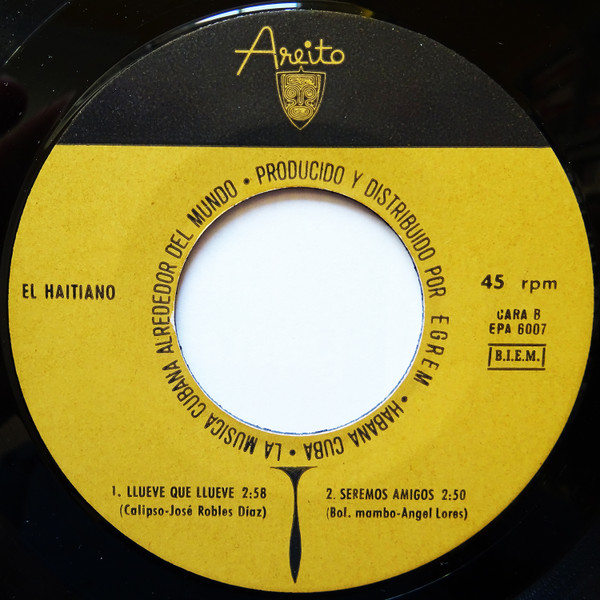 Areito
PRODUCIDO Y DISTRIBUIDO POR EGREM • HABANA CUBA • LA MUSICA CUBANA ALREDEDOR DEL MUNDO •
EL HAITIANO
45 rpm
CARA B
EPA 6007
B.I.E.M.
1. LLUEVE QUE LLUEVE 2:58
(Calipso-José Robles Díaz)
2. SEREMOS AMIGOS 2:50
(Bol. mambo-Angel Lores)